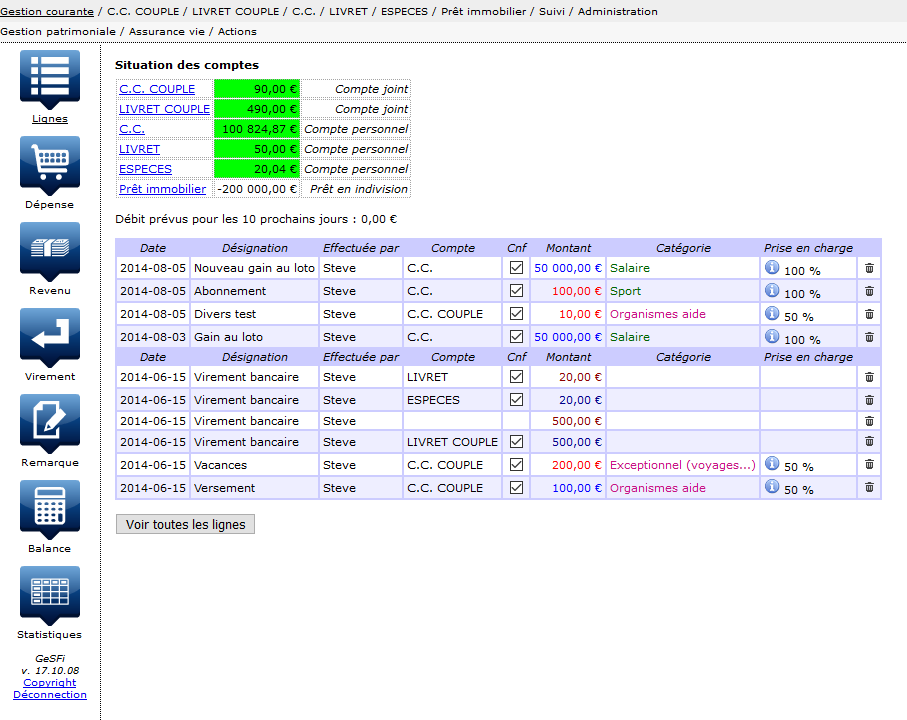 Gestion courante / C.C. COUPLE / LIVRET COUPLE / C.C. / LIVRET / ESPECES / Prêt immobilier / Suivi / Administration
Gestion patrimoniale / Assurance vie / Actions
Lignes
Dépense
Revenu
Virement
Remarque
Balance
Statistiques
GeSFi
v. 17.10.08
Copyright
Déconnection
Situation des comptes
C.C. COUPLE 90,00 € Compte joint
LIVRET COUPLE 490,00 € Compte joint
C.C. 100 824,87 € Compte personnel
LIVRET 50,00 € Compte personnel
ESPECES 20,04 € Compte personnel
Prêt immobilier -200 000,00 € Prêt en indivision
Débit prévus pour les 10 prochains jours : 0,00 €
Date Désignation Effectuée par Compte Cnf Montant Catégorie Prise en charge
2014-08-05 Nouveau gain au loto Steve C.C. 50 000,00 € Salaire 100 %
2014-08-05 Abonnement Steve C.C. 100,00 € Sport 100 %
2014-08-05 Divers test Steve C.C. COUPLE 10,00 € Organismes aide 50 %
2014-08-03 Gain au loto Steve C.C. 50 000,00 € Salaire 100 %
Date Désignation Effectuée par Compte Cnf Montant Catégorie Prise en charge
2014-06-15 Virement bancaire Steve LIVRET 20,00 €
2014-06-15 Virement bancaire Steve ESPECES 20,00 €
2014-06-15 Virement bancaire Steve 500,00 €
2014-06-15 Virement bancaire Steve LIVRET COUPLE 500,00 €
2014-06-15 Vacances Steve C.C. COUPLE 200,00 € Exceptionnel (voyages...) 50 %
2014-06-15 Versement Steve C.C. COUPLE 100,00 € Organismes aide 50 %
Voir toutes les lignes